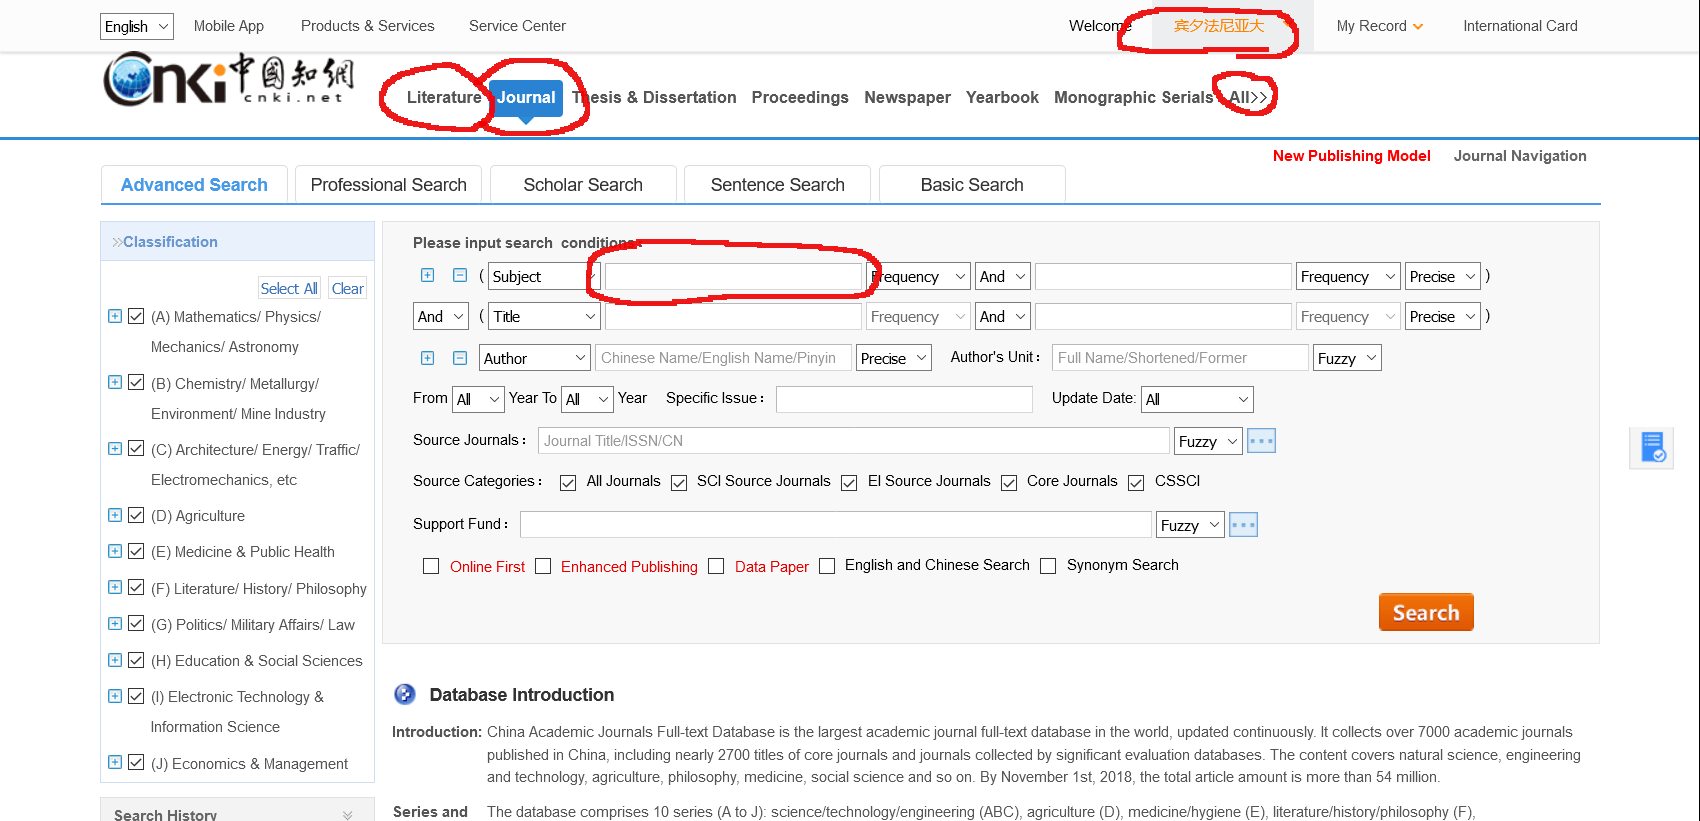 English Mobile App Products & Services Service Center Welcome 宾夕法尼亚大 My Record International Card
cnki 中國知網
cnki.net
Literature Journal Thesis & Dissertation Proceedings Newspaper Yearbook Monographic Serials All>>
New Publishing Model Journal Navigation
Advanced Search Professional Search Scholar Search Sentence Search Basic Search
Classification
Select All Clear
(A) Mathematics/ Physics/
Mechanics/ Astronomy
(B) Chemistry/ Metallurgy/
Environment/ Mine Industry
(C) Architecture/ Energy/ Traffic/
Electromechanics, etc
(D) Agriculture
(E) Medicine & Public Health
(F) Literature/ History/ Philosophy
(G) Politics/ Military Affairs/ Law
(H) Education & Social Sciences
(I) Electronic Technology &
Information Science
(J) Economics & Management
Search History
Please input search conditions:
( Subject Frequency And Frequency Precise )
And ( Title Frequency And Frequency Precise )
Author Chinese Name/English Name/Pinyin Precise Author's Unit： Full Name/Shortened/Former Fuzzy
From All Year To All Year Specific Issue： Update Date: All
Source Journals： Journal Title/ISSN/CN Fuzzy ...
Source Categories： All Journals SCI Source Journals EI Source Journals Core Journals CSSCI
Support Fund： Fuzzy ...
Online First Enhanced Publishing Data Paper English and Chinese Search Synonym Search
Search
Database Introduction
Introduction: China Academic Journals Full-text Database is the largest academic journal full-text database in the world, updated continuously. It collects over 7000 academic journals
published in China, including nearly 2700 titles of core journals and journals collected by significant evaluation databases. The content covers natural science, engineering
and technology, agriculture, philosophy, medicine, social science and so on. By November 1st, 2018, the total article amount is more than 54 million.
Series and The database comprises 10 series (A to J): science/technology/engineering (ABC), agriculture (D), medicine/hygiene (E), literature/history/philosophy (F),